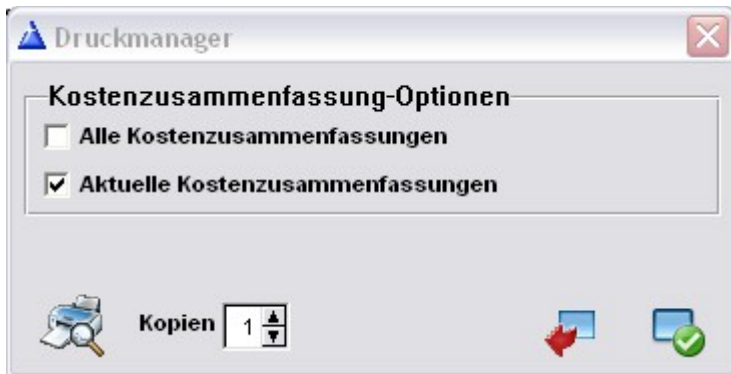 Druckmanager
Kostenzusammenfassung-Optionen
Alle Kostenzusammenfassungen
Aktuelle Kostenzusammenfassungen
Kopien 1